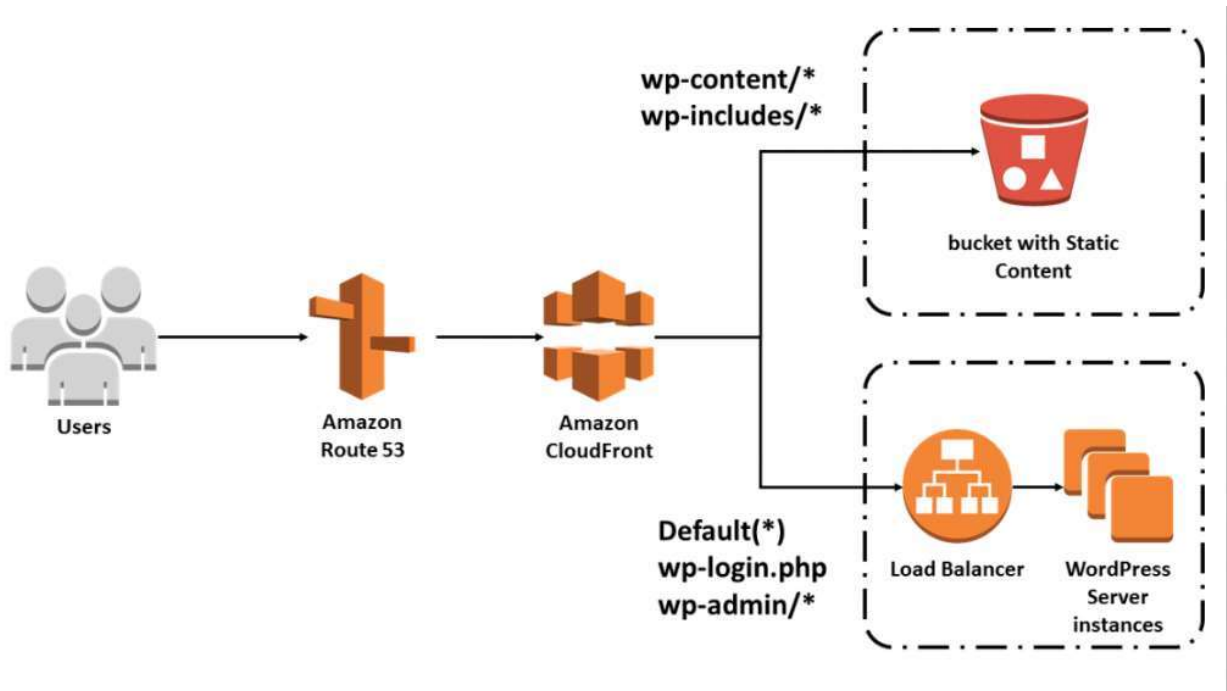 wp-content/*
wp-includes/*
bucket with Static
Content
Users
Amazon
Route 53
Amazon
CloudFront
Default(*)
wp-login.php
wp-admin/*
Load Balancer
WordPress
Server
instances